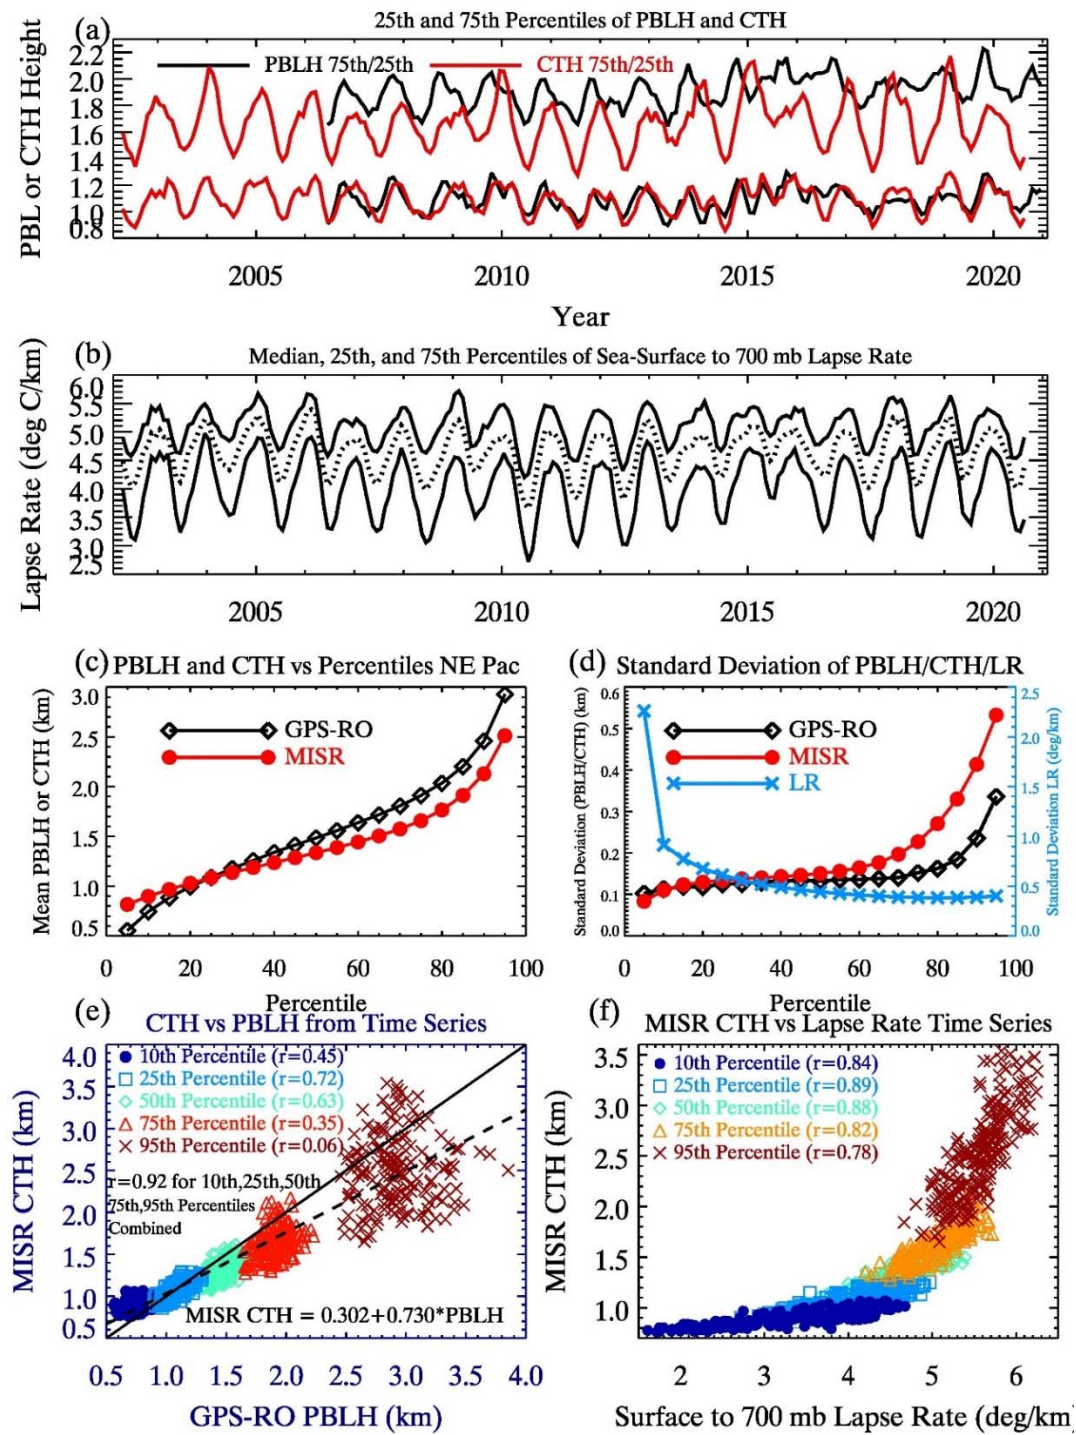 (a) 25th and 75th Percentiles of PBLH and CTH
PBL or CTH Height
2.2
2.0
1.8
1.6
1.4
1.2
1.0
0.8
PBLH 75th/25th
CTH 75th/25th
2005 2010 2015 2020
Year
(b) Median, 25th, and 75th Percentiles of Sea-Surface to 700 mb Lapse Rate
Lapse Rate (deg C/km)
6.0
5.5
5.0
4.5
4.0
3.5
3.0
2.5
2005 2010 2015 2020
(c) PBLH and CTH vs Percentiles NE Pac
Mean PBLH or CTH (km)
3.0
2.5
2.0
1.5
1.0
0.5
GPS-RO
MISR
0 20 40 60 80 100
Percentile
(d) Standard Deviation of PBLH/CTH/LR
Standard Deviation (PBLH/CTH) (km)
0.6
0.5
0.4
0.3
0.2
0.1
0.0
GPS-RO
MISR
LR
2.5
2.0
1.5
1.0
0.5
0.0
Standard Deviation LR (deg/km)
0 20 40 60 80 100
Percentile
(e) CTH vs PBLH from Time Series
MISR CTH (km)
4.0
3.5
3.0
2.5
2.0
1.5
1.0
0.5
10th Percentile (r=0.45)
25th Percentile (r=0.72)
50th Percentile (r=0.63)
75th Percentile (r=0.35)
95th Percentile (r=0.06)
r=0.92 for 10th,25th,50th
75th,95th Percentiles
Combined
MISR CTH = 0.302+0.730*PBLH
0.5 1.0 1.5 2.0 2.5 3.0 3.5 4.0
GPS-RO PBLH (km)
(f) MISR CTH vs Lapse Rate Time Series
MISR CTH (km)
3.5
3.0
2.5
2.0
1.5
1.0
10th Percentile (r=0.84)
25th Percentile (r=0.89)
50th Percentile (r=0.88)
75th Percentile (r=0.82)
95th Percentile (r=0.78)
2 3 4 5 6
Surface to 700 mb Lapse Rate (deg/km)